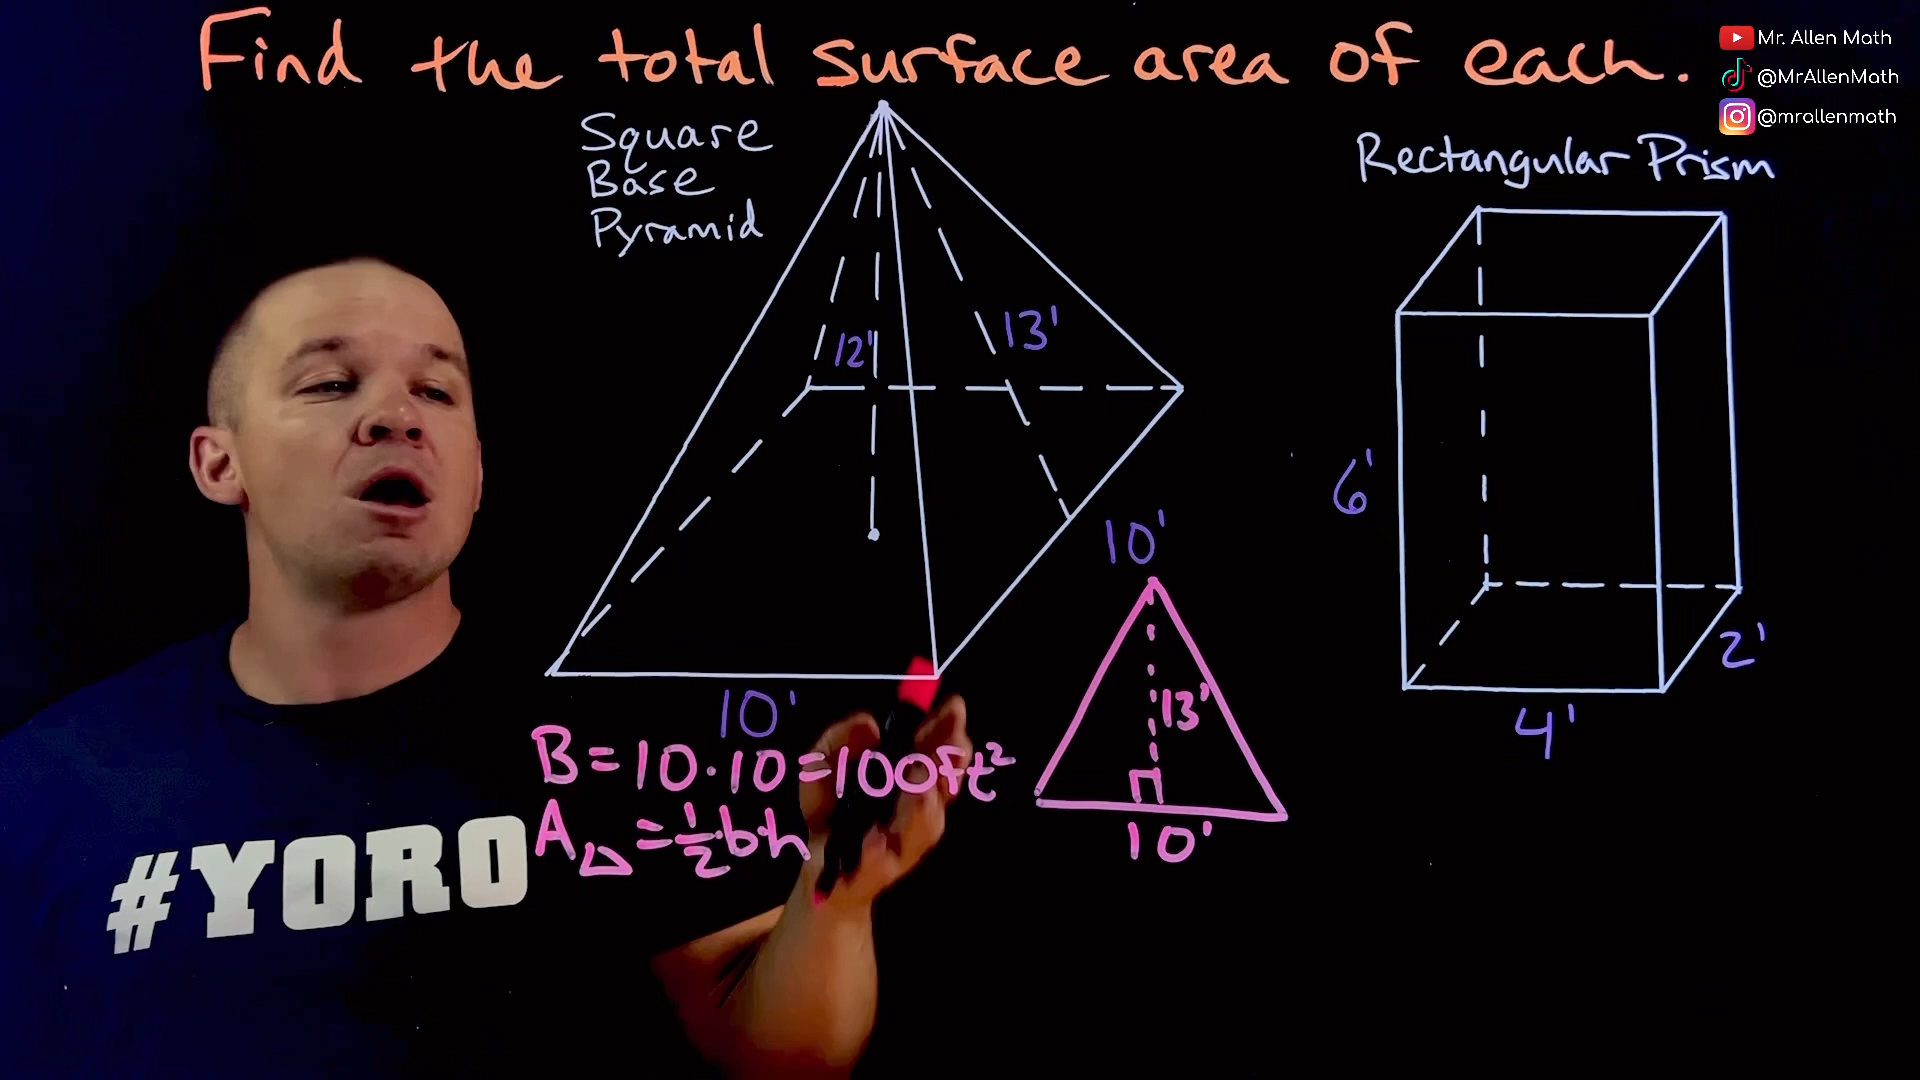 Find the total surface area of each.
Mr. Allen Math
@MrAllenMath
@mrallenmath
Square
Base
Pyramid
Rectangular Prism
12'
13'
10'
10'
6'
2'
4'
13'
10'
B = 10 · 10 = 100ft²
A△ = ½ · b · h
#YORO